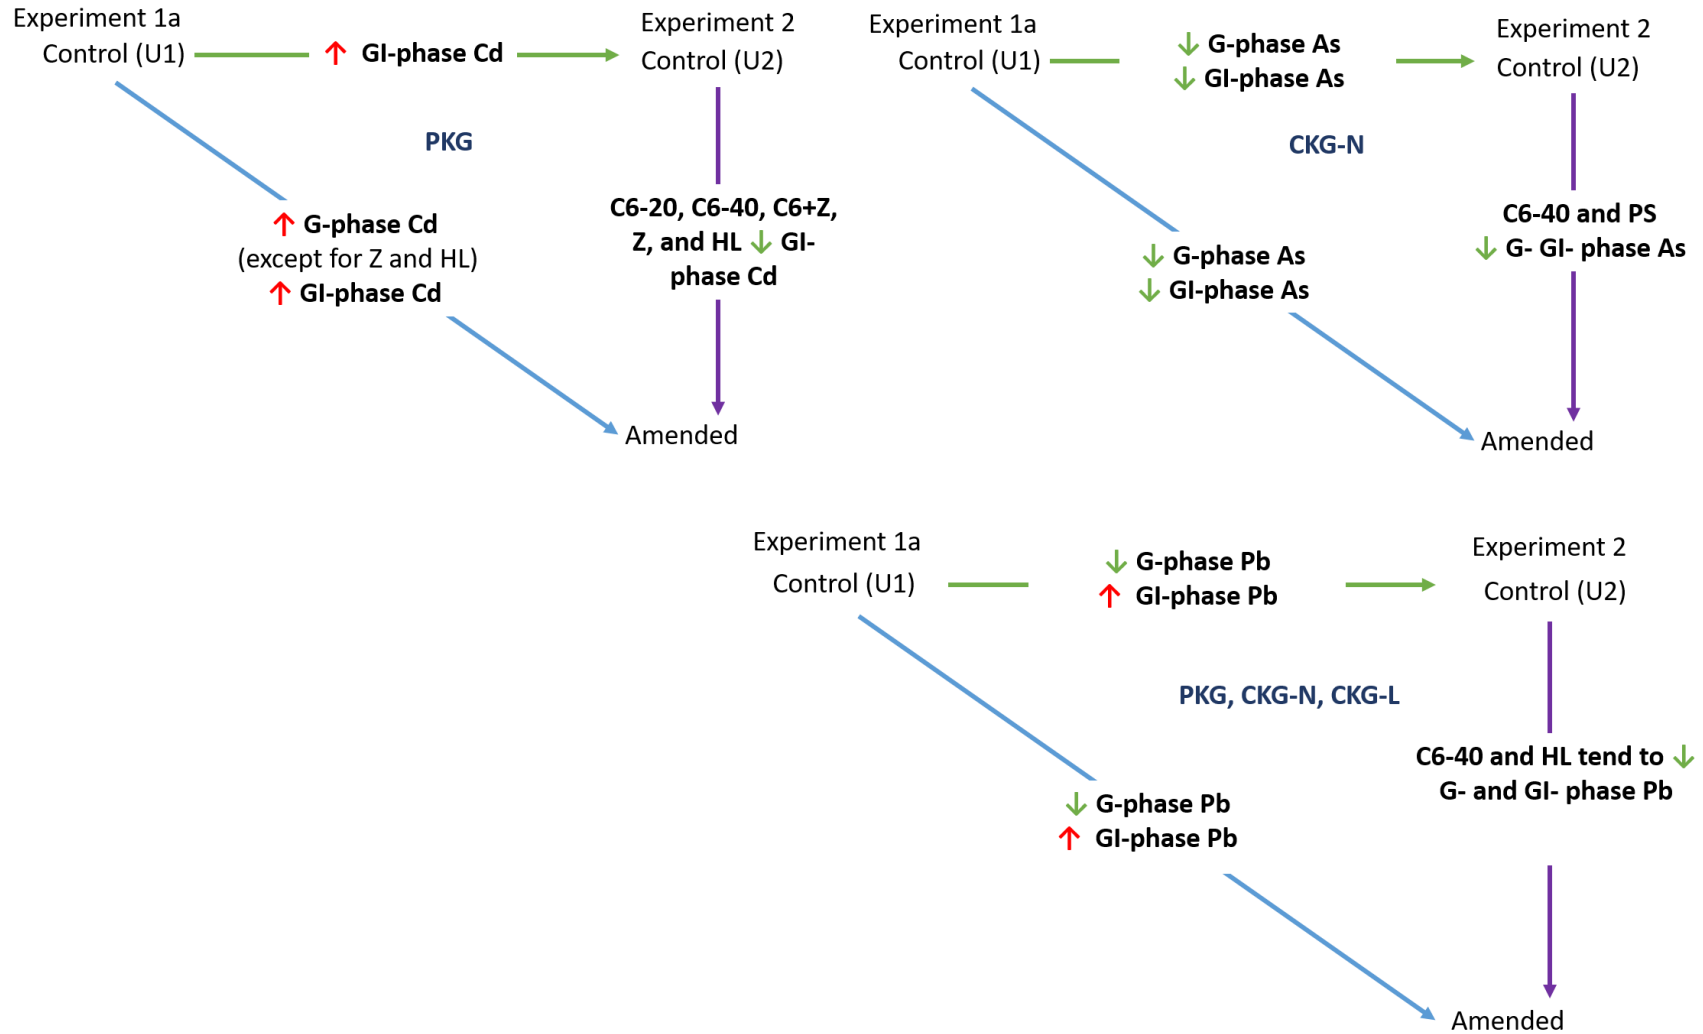 Experiment 1a
Control (U1)
↑ GI-phase Cd
Experiment 2
Control (U2)
PKG
↑ G-phase Cd
(except for Z and HL)
↑ GI-phase Cd
C6-20, C6-40, C6+Z,
Z, and HL ↓ GI-
phase Cd
Amended
Experiment 1a
Control (U1)
↓ G-phase As
↓ GI-phase As
Experiment 2
Control (U2)
CKG-N
↓ G-phase As
↓ GI-phase As
C6-40 and PS
↓ G- GI- phase As
Amended
Experiment 1a
Control (U1)
↓ G-phase Pb
↑ GI-phase Pb
Experiment 2
Control (U2)
PKG, CKG-N, CKG-L
↓ G-phase Pb
↑ GI-phase Pb
C6-40 and HL tend to ↓
G- and GI- phase Pb
Amended